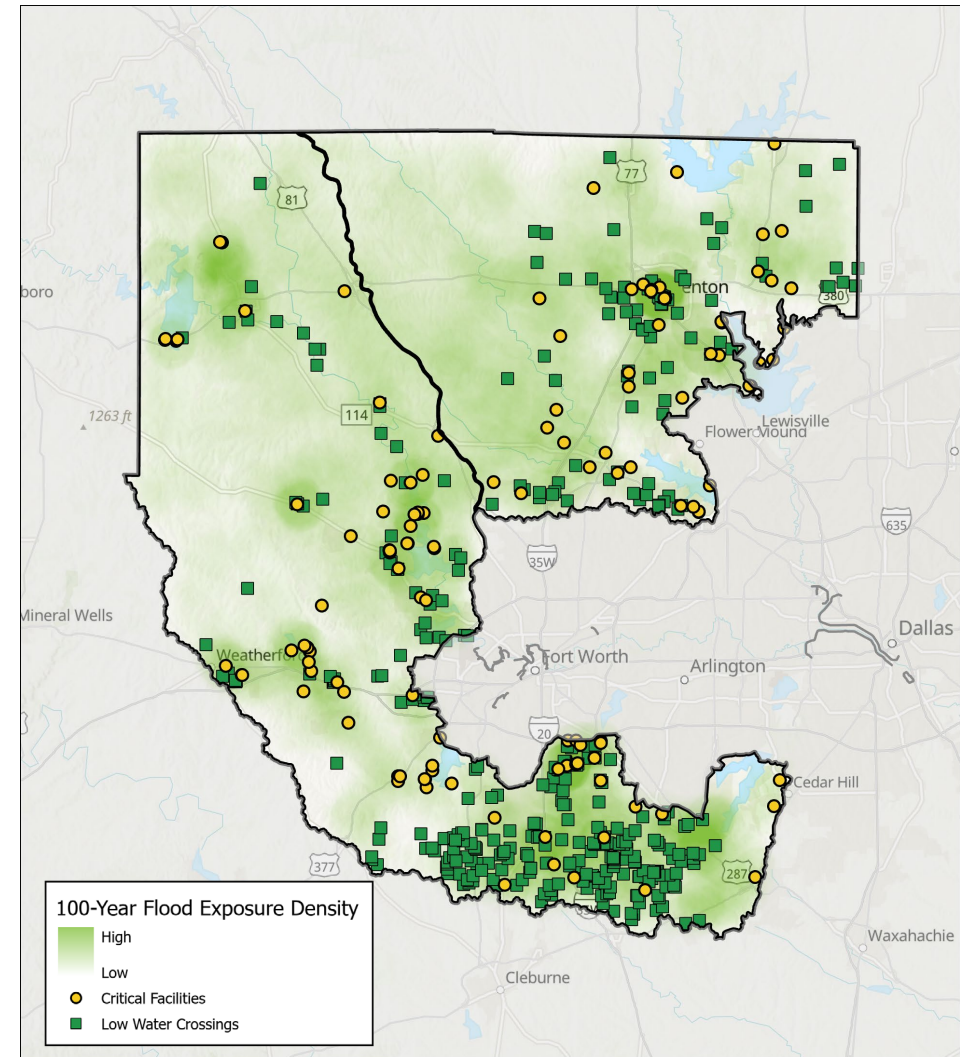 77
81
enton
380
boro
114
1263 ft
Lewisville
Flower Mound
635
35W
Mineral Wells
Dallas
Weatherfo
Fort Worth
Arlington
20
Cedar Hill
377
287
100-Year Flood Exposure Density
High
Low
Critical Facilities
Low Water Crossings
Waxahachie
Cleburne